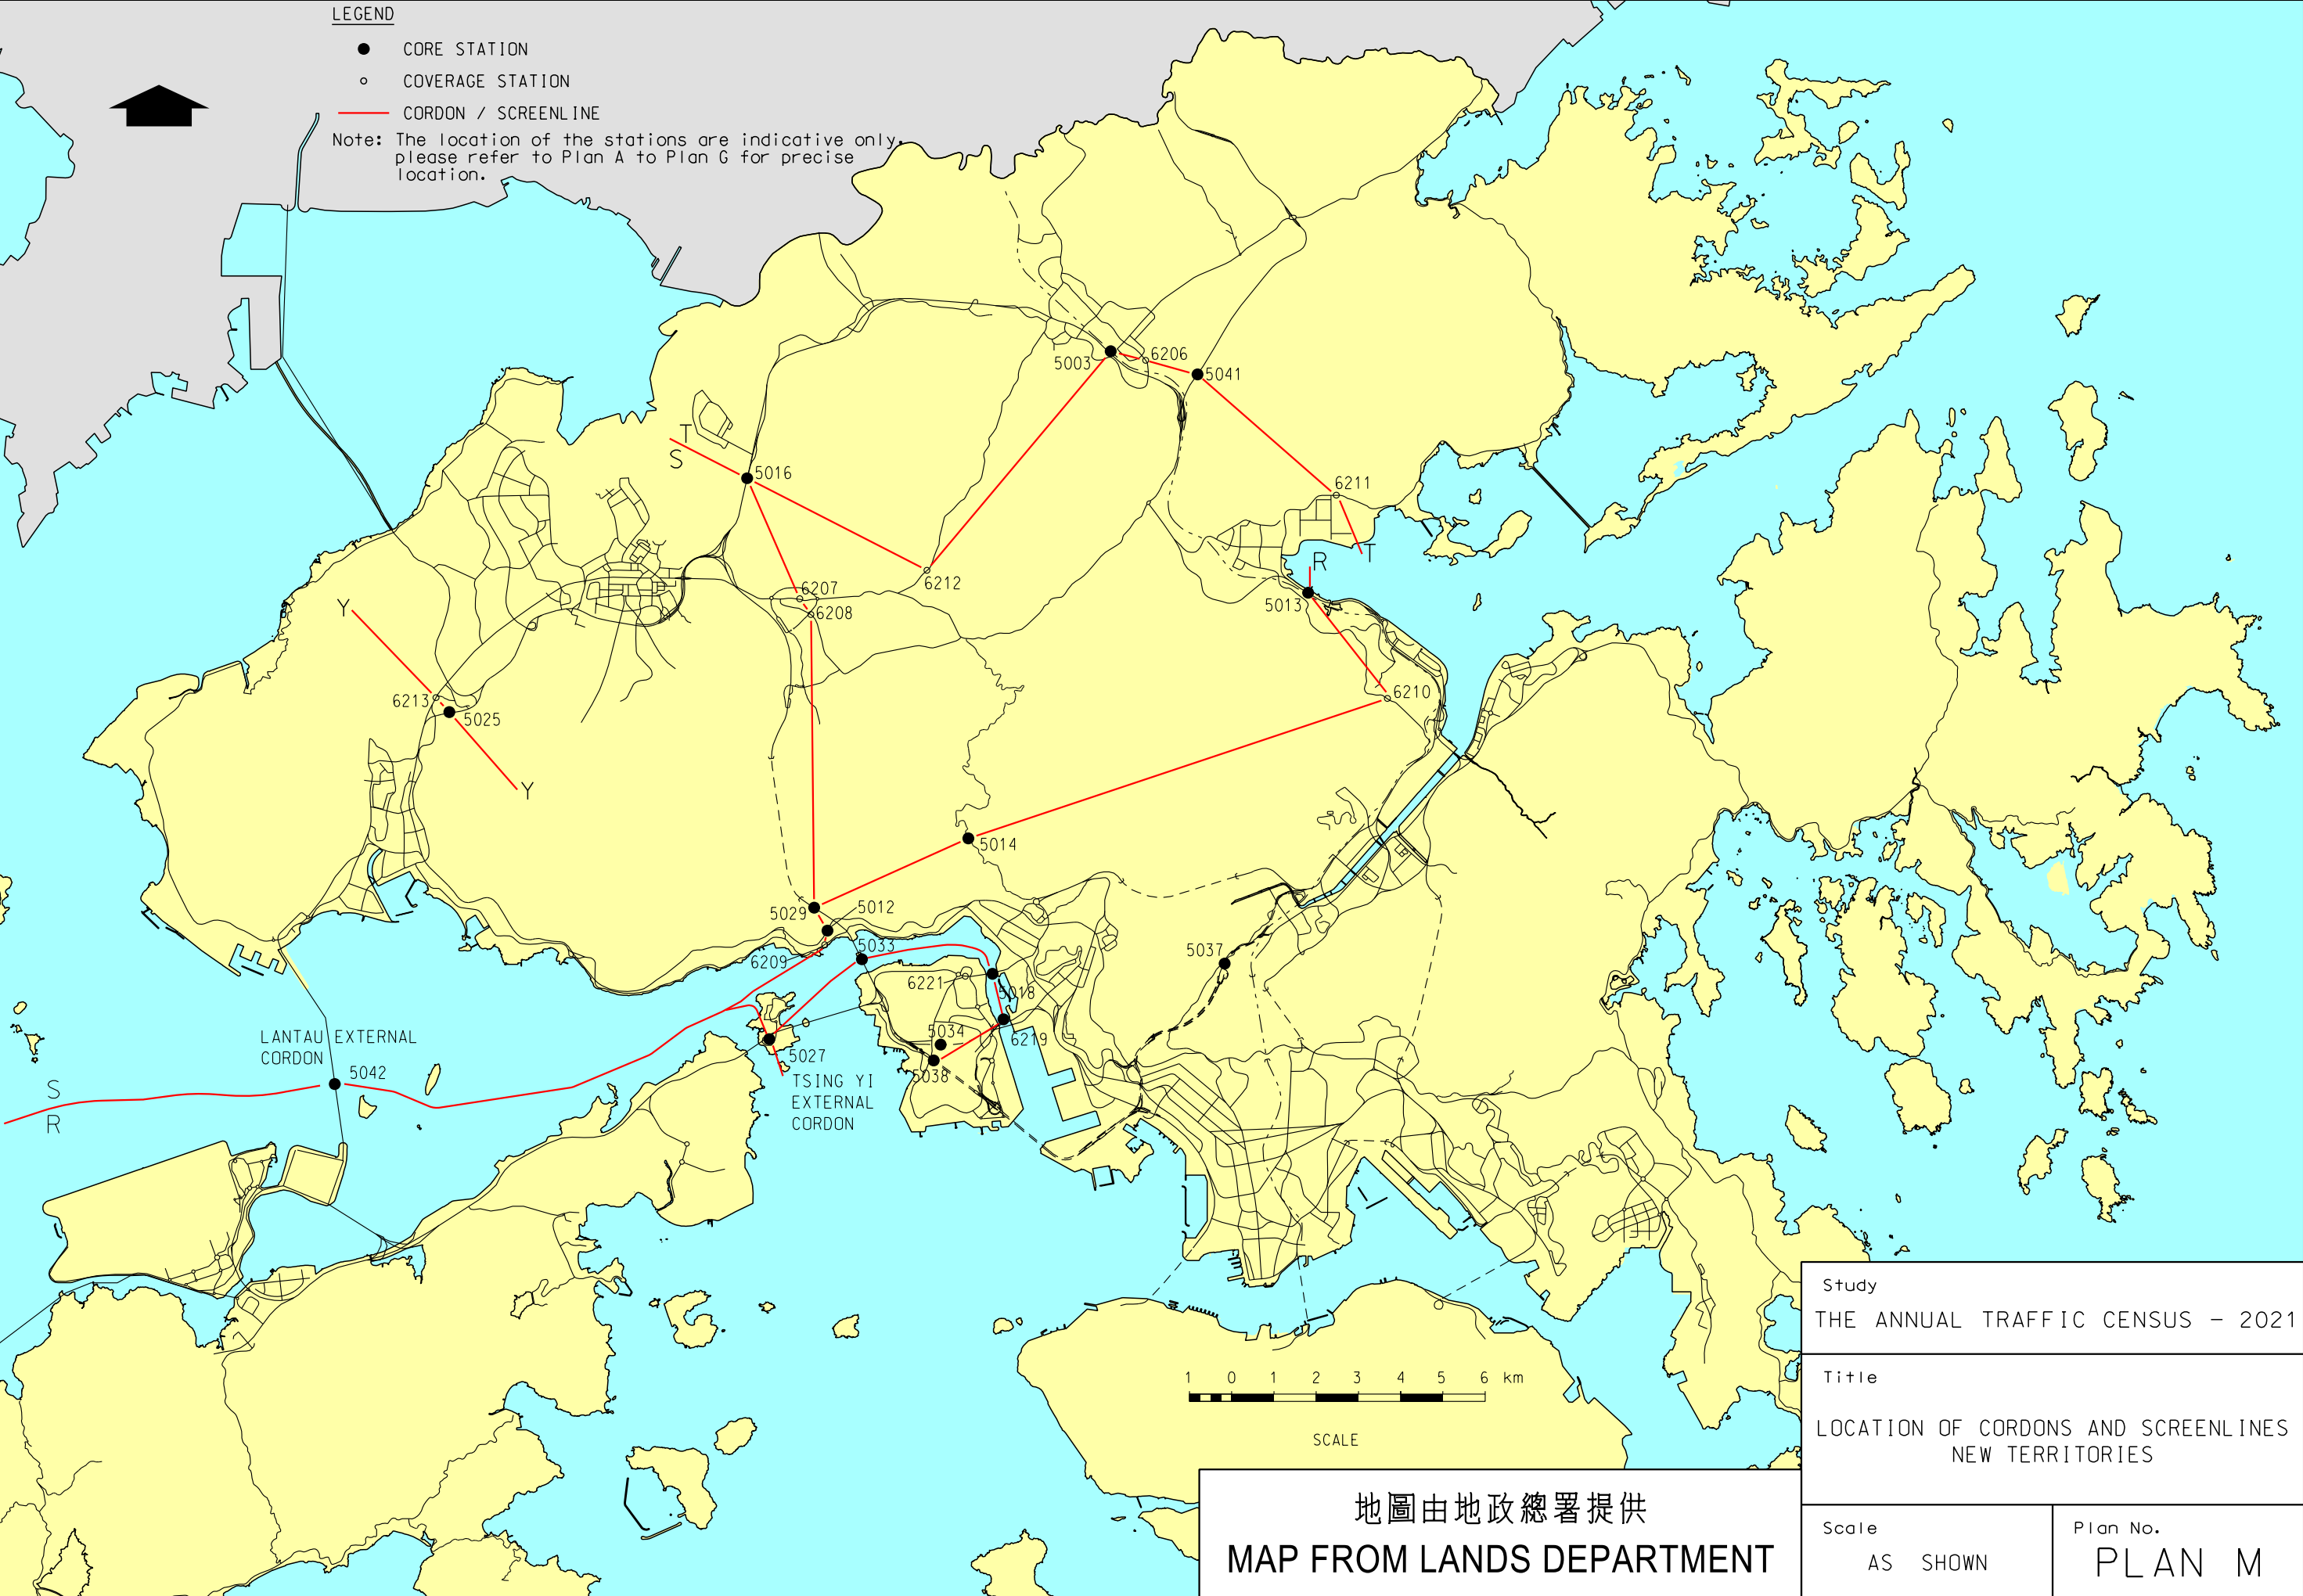 LEGEND
CORE STATION
COVERAGE STATION
CORDON / SCREENLINE
Note: The location of the stations are indicative only,
please refer to Plan A to Plan G for precise
location.
5003
6206
5041
T
S
5016
6211
T
R
6212
6207
6208
5013
Y
6213
5025
6210
Y
5014
5029
5012
5033
6209
5037
6221
5018
5034
6219
5038
LANTAU EXTERNAL
CORDON
5042
5027
TSING YI
EXTERNAL
CORDON
S
R
1 0 1 2 3 4 5 6 km
SCALE
地圖由地政總署提供
MAP FROM LANDS DEPARTMENT
Study
THE ANNUAL TRAFFIC CENSUS - 2021
Title
LOCATION OF CORDONS AND SCREENLINES
NEW TERRITORIES
Scale
AS SHOWN
Plan No.
PLAN M